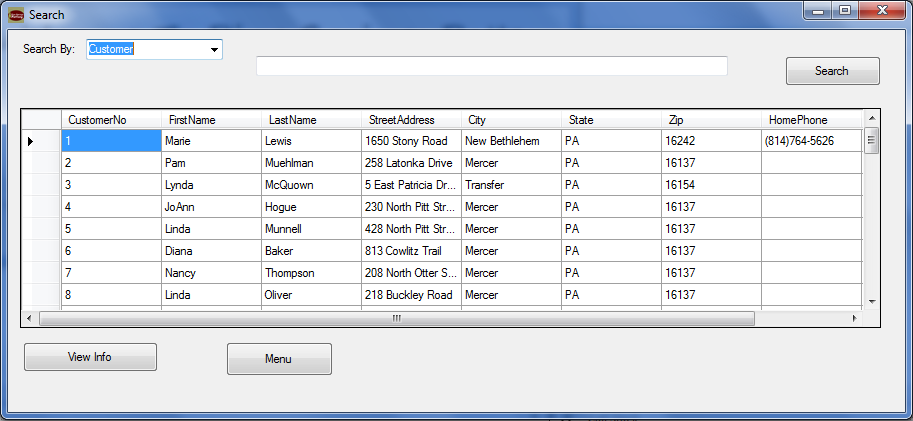 Search
Search By: Customer
Search
CustomerNo FirstName LastName StreetAddress City State Zip HomePhone
1 Marie Lewis 1650 Stony Road New Bethlehem PA 16242 (814)764-5626
2 Pam Muehlman 258 Latonka Drive Mercer PA 16137
3 Lynda McQuown 5 East Patricia Dr... Transfer PA 16154
4 JoAnn Hogue 230 North Pitt Str... Mercer PA 16137
5 Linda Munnell 428 North Pitt Str... Mercer PA 16137
6 Diana Baker 813 Cowlitz Trail Mercer PA 16137
7 Nancy Thompson 208 North Otter S... Mercer PA 16137
8 Linda Oliver 218 Buckley Road Mercer PA 16137
View Info Menu